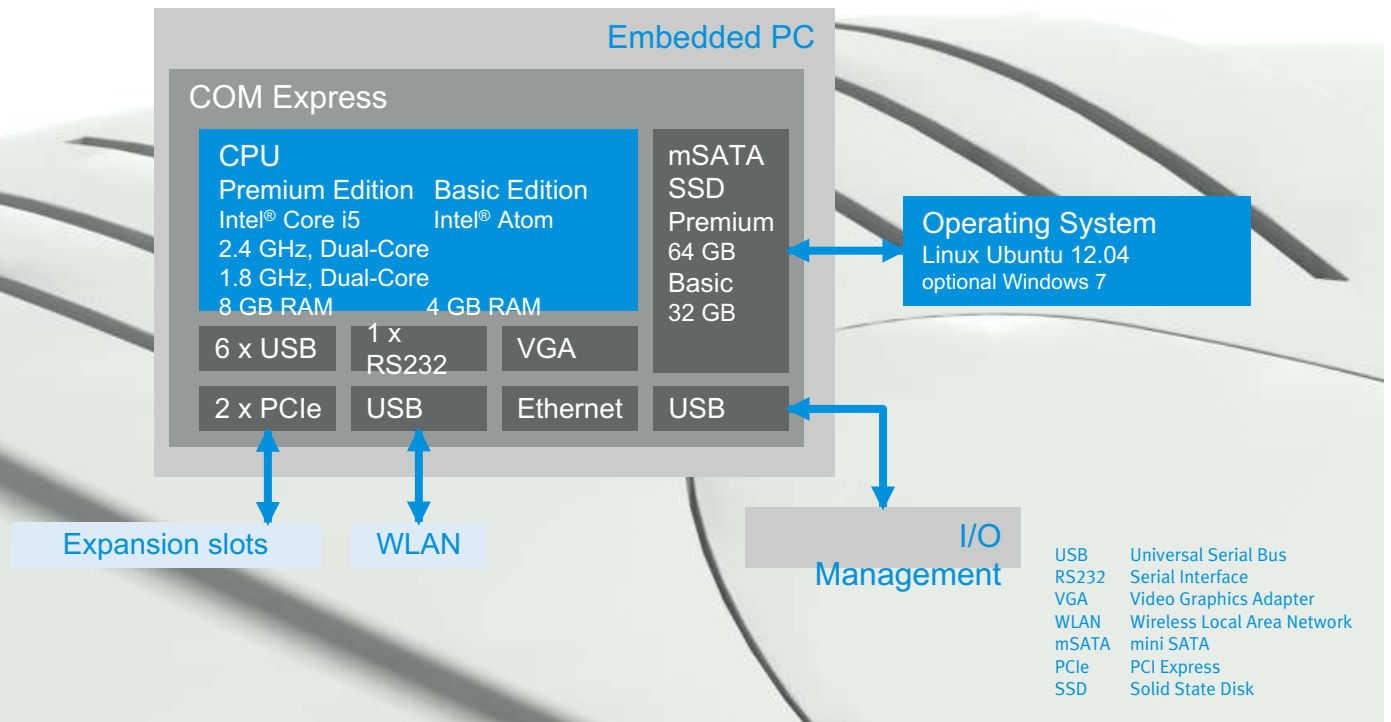 Embedded PC
COM Express
CPU
Premium Edition Basic Edition
Intel® Core i5 Intel® Atom
2.4 GHz, Dual-Core
1.8 GHz, Dual-Core
8 GB RAM 4 GB RAM
mSATA
SSD
Premium
64 GB
Basic
32 GB
Operating System
Linux Ubuntu 12.04
optional Windows 7
6 x USB
1 x
RS232
VGA
2 x PCIe
USB
Ethernet
USB
Expansion slots
WLAN
I/O
Management
USB Universal Serial Bus
RS232 Serial Interface
VGA Video Graphics Adapter
WLAN Wireless Local Area Network
mSATA mini SATA
PCIe PCI Express
SSD Solid State Disk